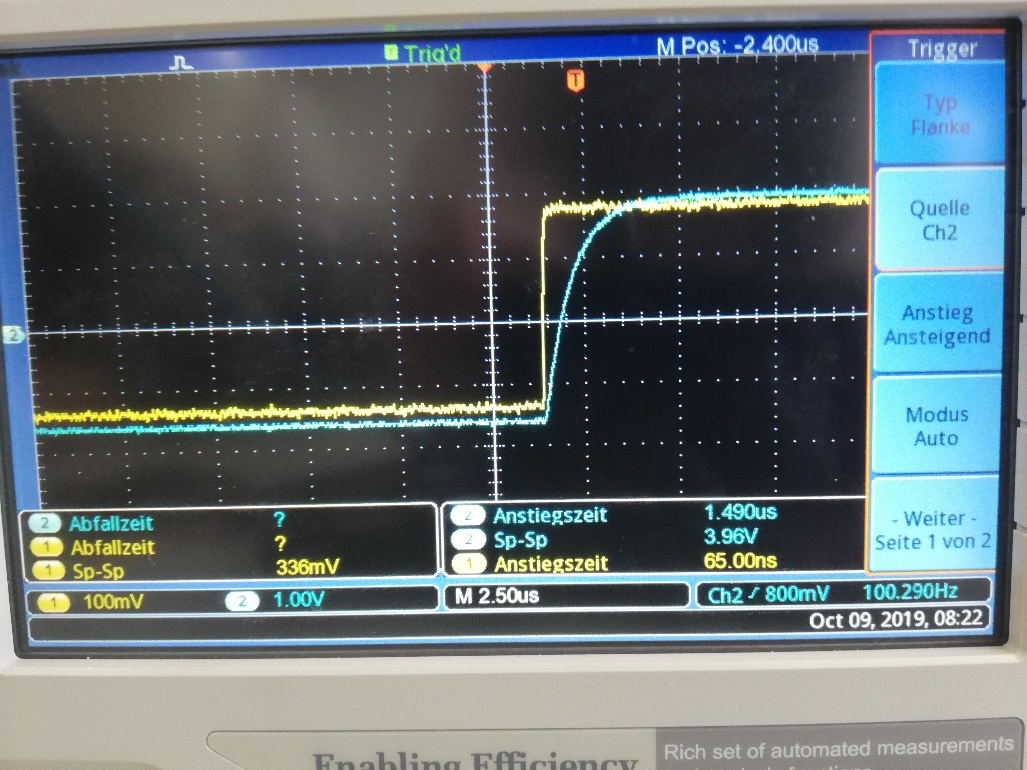 Trig'd
M Pos: -2.400us
Trigger
T
Typ
Flanke
Quelle
Ch2
2
Anstieg
Ansteigend
Modus
Auto
- Weiter -
Seite 1 von 2
2 Abfallzeit ?
1 Abfallzeit ?
1 Sp-Sp 336mV
2 Anstiegszeit 1.490us
2 Sp-Sp 3.96V
1 Anstiegszeit 65.00ns
1 100mV 2 1.00V
M 2.50us
Ch2 800mV 100.290Hz
Oct 09, 2019, 08:22
Enabling Efficiency
Rich set of automated measurements